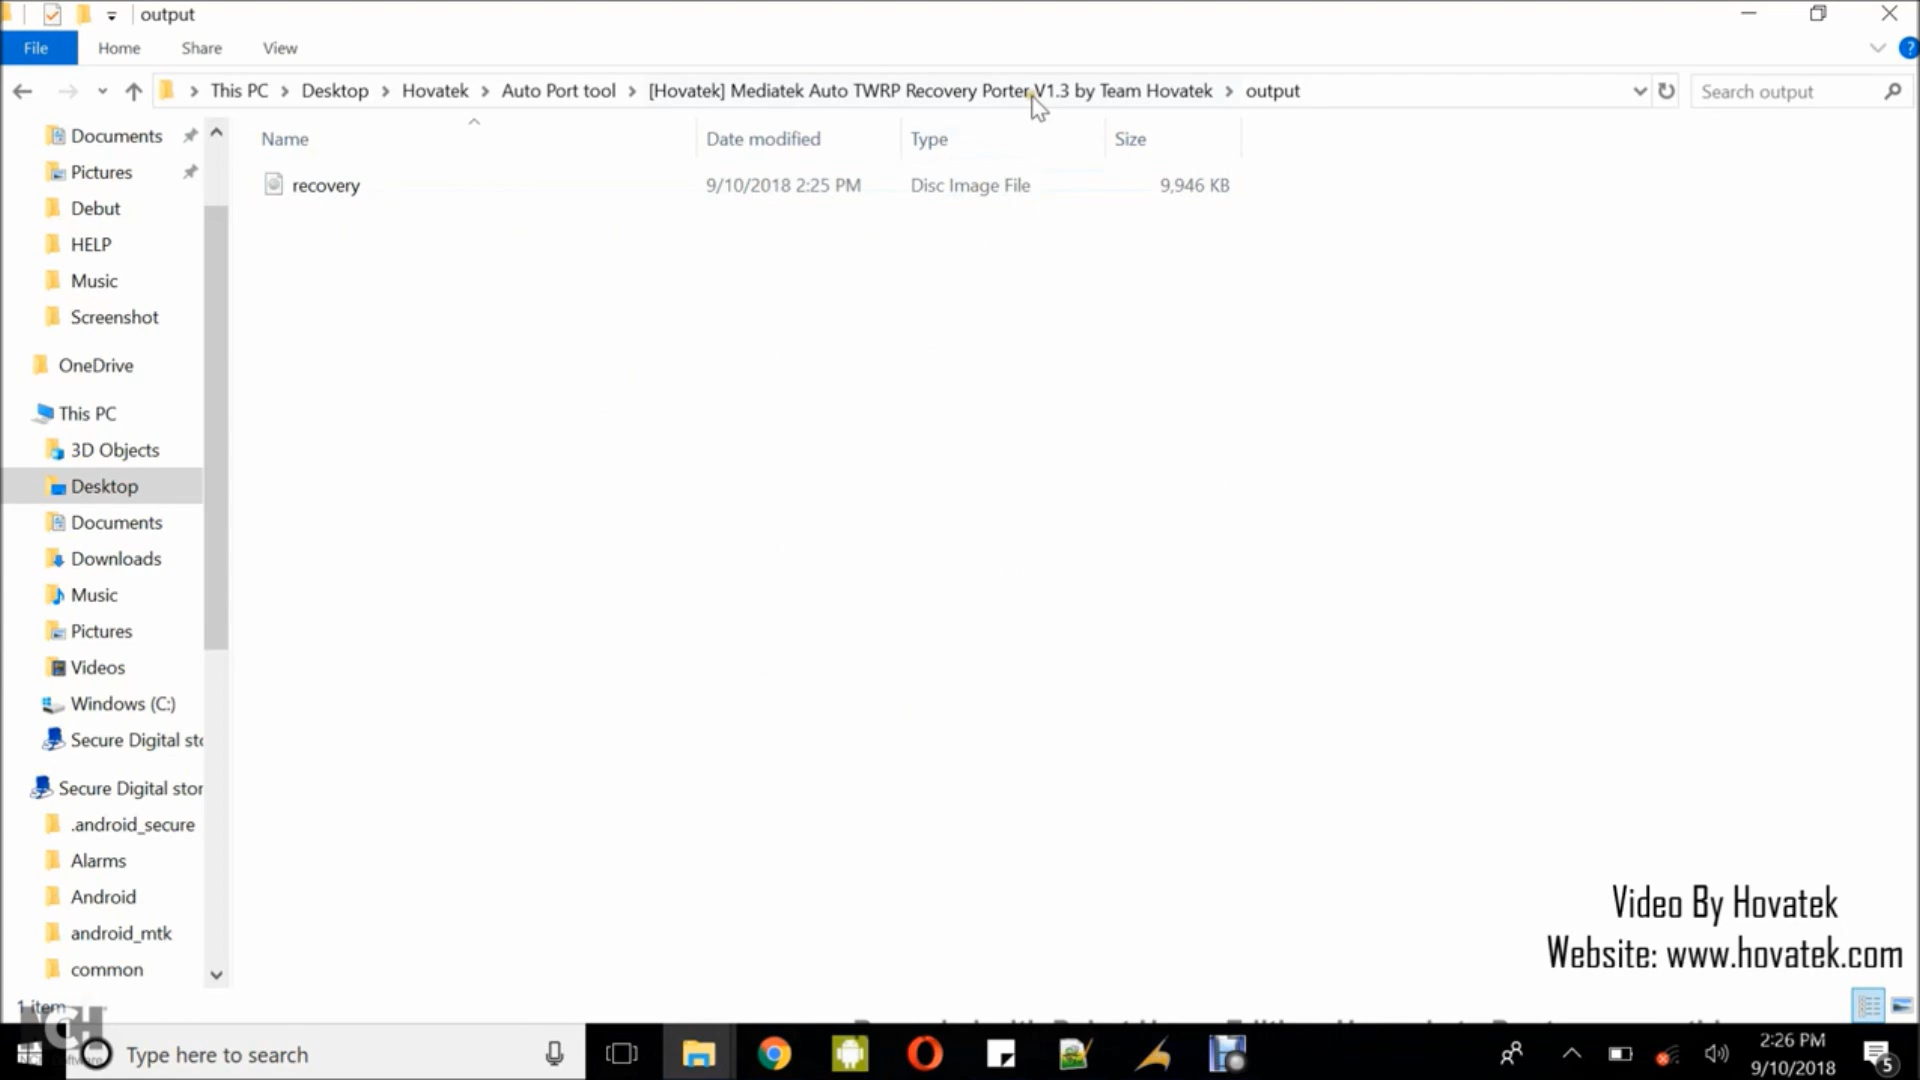 output
File Home Share View
This PC Desktop Hovatek Auto Port tool [Hovatek] Mediatek Auto TWRP Recovery Porter V1.3 by Team Hovatek output
Search output
Name Date modified Type Size
recovery 9/10/2018 2:25 PM Disc Image File 9,946 KB
Documents
Pictures
Debut
HELP
Music
Screenshot
OneDrive
This PC
3D Objects
Desktop
Documents
Downloads
Music
Pictures
Videos
Windows (C:)
Secure Digital sto
Secure Digital stor
.android_secure
Alarms
Android
android_mtk
common
1 item
Video By Hovatek
Website: www.hovatek.com
NCH
Type here to search
2:26 PM
9/10/2018
5